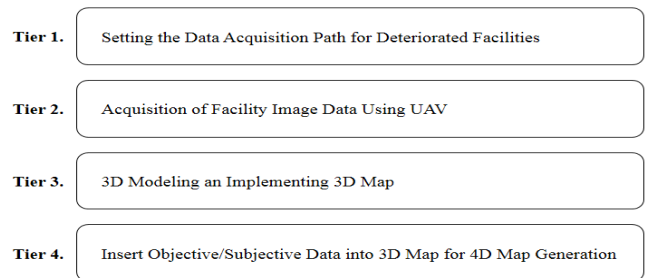 Tier 1. Setting the Data Acquisition Path for Deteriorated Facilities
Tier 2. Acquisition of Facility Image Data Using UAV
Tier 3. 3D Modeling an Implementing 3D Map
Tier 4. Insert Objective/Subjective Data into 3D Map for 4D Map Generation